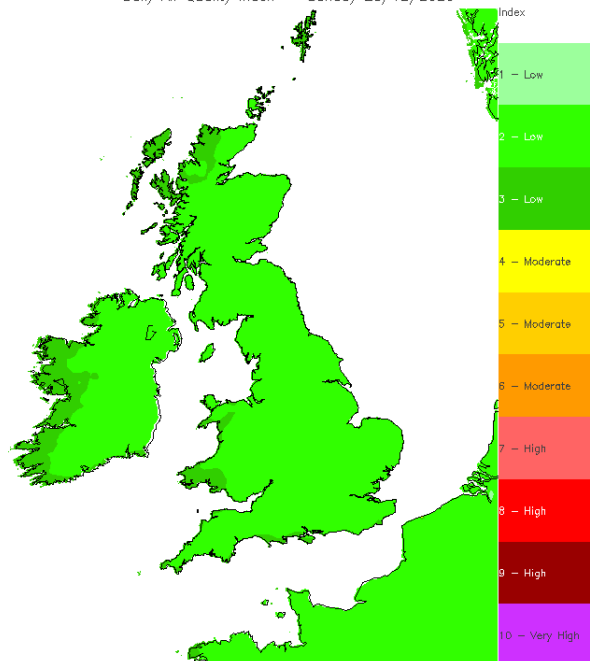 Index
1 - Low
2 - Low
3 - Low
4 - Moderate
5 - Moderate
6 - Moderate
7 - High
8 - High
9 - High
10 - Very High